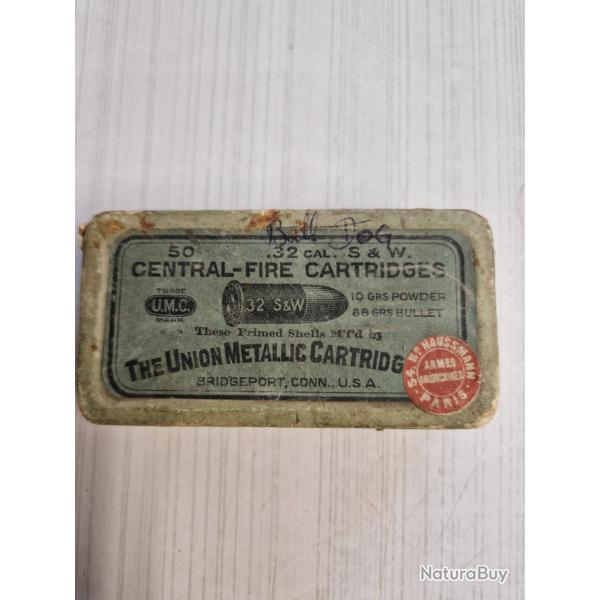 Bull Dog
50 .32 CAL. S & W.
CENTRAL-FIRE CARTRIDGES
TRADE
U.M.C.
MARK
32 S&W
10 GRS POWDER
88 GRS BULLET
These Primed Shells M'f'd by
THE UNION METALLIC CARTRIDG
BRIDGEPORT, CONN., U.S.A.
54, Bd HAUSSMANN
ARMES
AMERICAINES
PARIS.
NaturaBuy